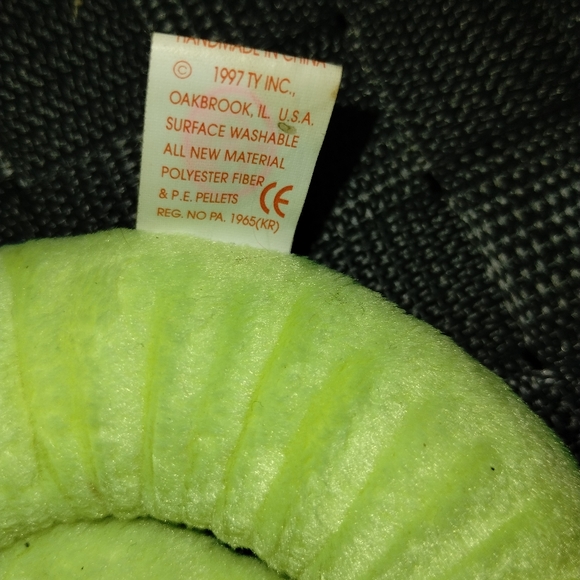 HANDMADE IN CHINA
© 1997 TY INC.,
OAKBROOK, IL U.S.A.
SURFACE WASHABLE
ALL NEW MATERIAL
POLYESTER FIBER
& P.E. PELLETS CE
REG. NO PA. 1965(KR)